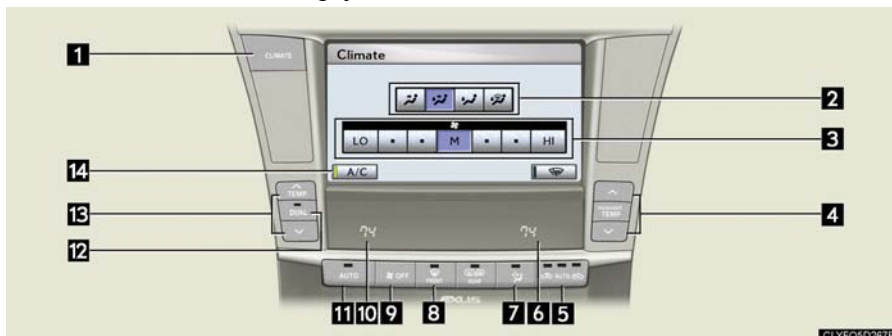 1
CLIMATE
Climate
2
LO M HI
3
14
A/C
TEMP
13
DUAL
12
TEMP
4
74
74
10
6
AUTO
OFF
FRONT
REAR
AUTO
11
9
8
7
5